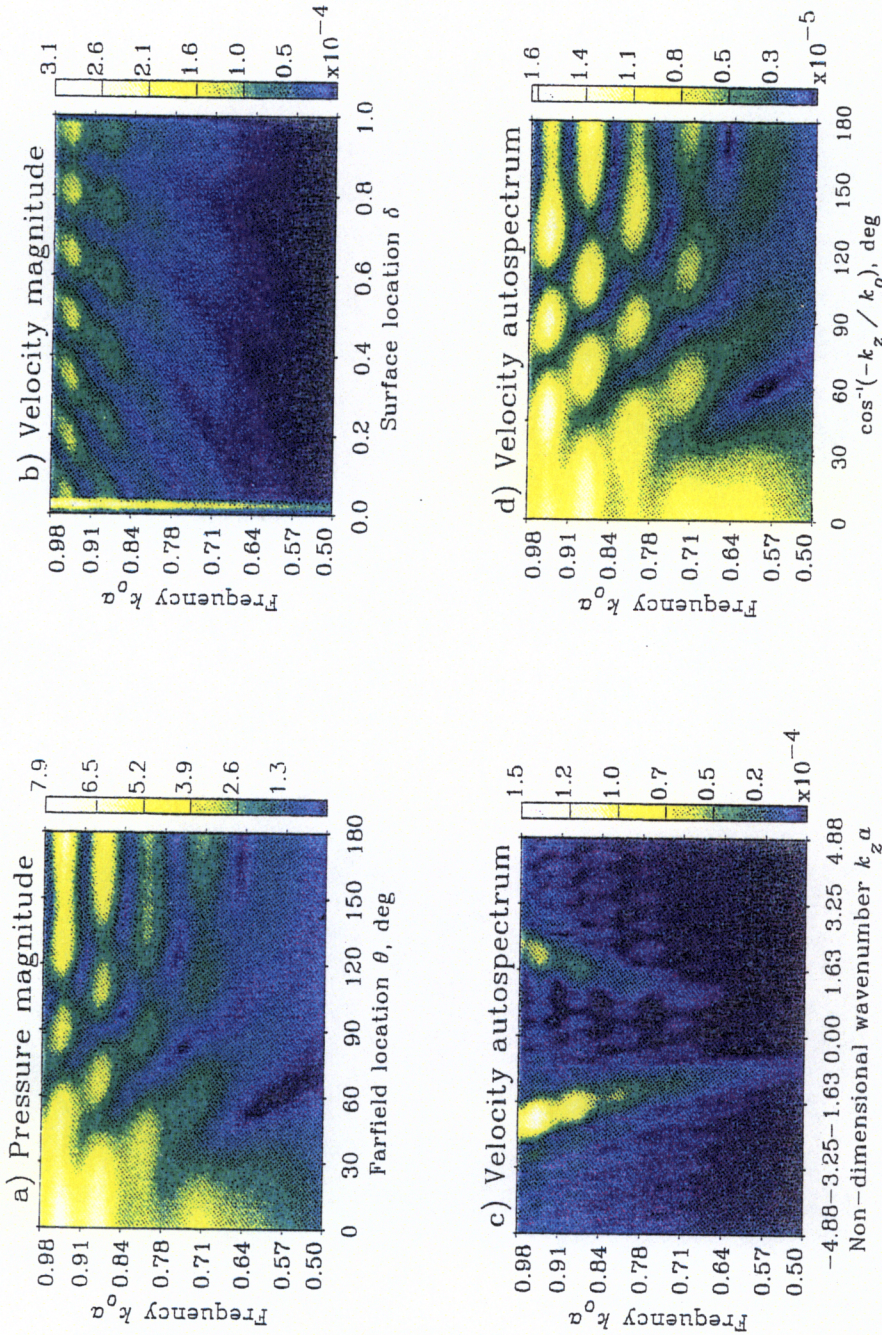 a) Pressure magnitude
Frequency kₒa
0.98
0.91
0.84
0.78
0.71
0.64
0.57
0.50
0 30 60 90 120 150 180
Farfield location θ, deg
7.9
6.5
5.2
3.9
2.6
1.3
b) Velocity magnitude
Frequency kₒa
0.98
0.91
0.84
0.78
0.71
0.64
0.57
0.50
0.0 0.2 0.4 0.6 0.8 1.0
Surface location δ
3.1
2.6
2.1
1.6
1.0
0.5
x10⁻⁴
c) Velocity autospectrum
Frequency kₒa
0.98
0.91
0.84
0.78
0.71
0.64
0.57
0.50
−4.88−3.25−1.63 0.00 1.63 3.25 4.88
Non−dimensional wavenumber k_z a
1.5
1.2
1.0
0.7
0.5
0.2
x10⁻⁴
d) Velocity autospectrum
Frequency kₒa
0.98
0.91
0.84
0.78
0.71
0.64
0.57
0.50
0 30 60 90 120 150 180
cos⁻¹(−k_z / kₒ), deg
1.6
1.4
1.1
0.8
0.5
0.3
x10⁻⁵